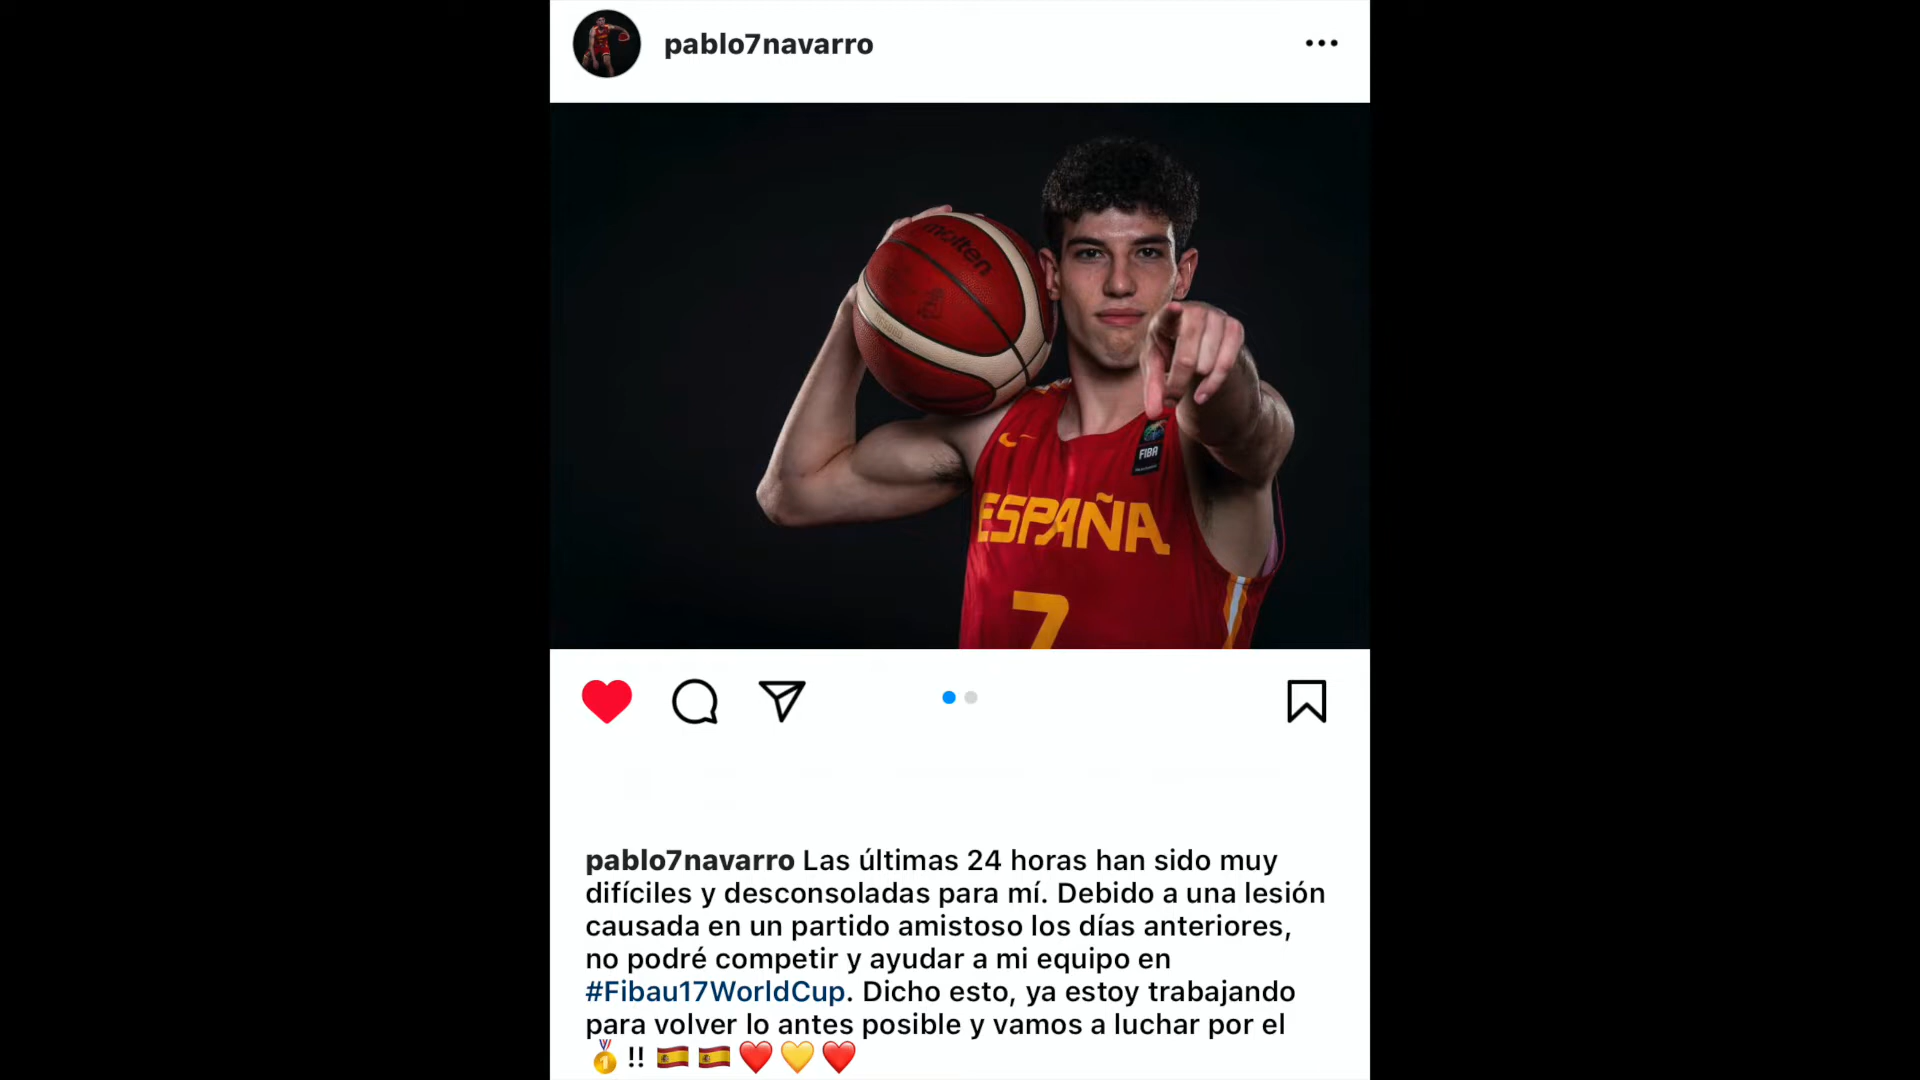 pablo7navarro
molten
FIBA
ESPAÑA
7
pablo7navarro Las últimas 24 horas han sido muy
difíciles y desconsoladas para mí. Debido a una lesión
causada en un partido amistoso los días anteriores,
no podré competir y ayudar a mi equipo en
#Fibau17WorldCup. Dicho esto, ya estoy trabajando
para volver lo antes posible y vamos a luchar por el
🥇‼️ 🇪🇸 🇪🇸 ❤️ 💛 ❤️